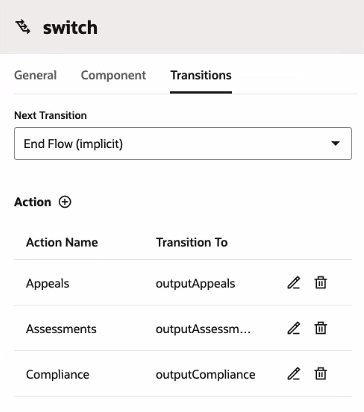 switch
General Component Transitions
Next Transition
End Flow (implicit)
Action
Action Name Transition To
Appeals outputAppeals
Assessments outputAssessm...
Compliance outputCompliance